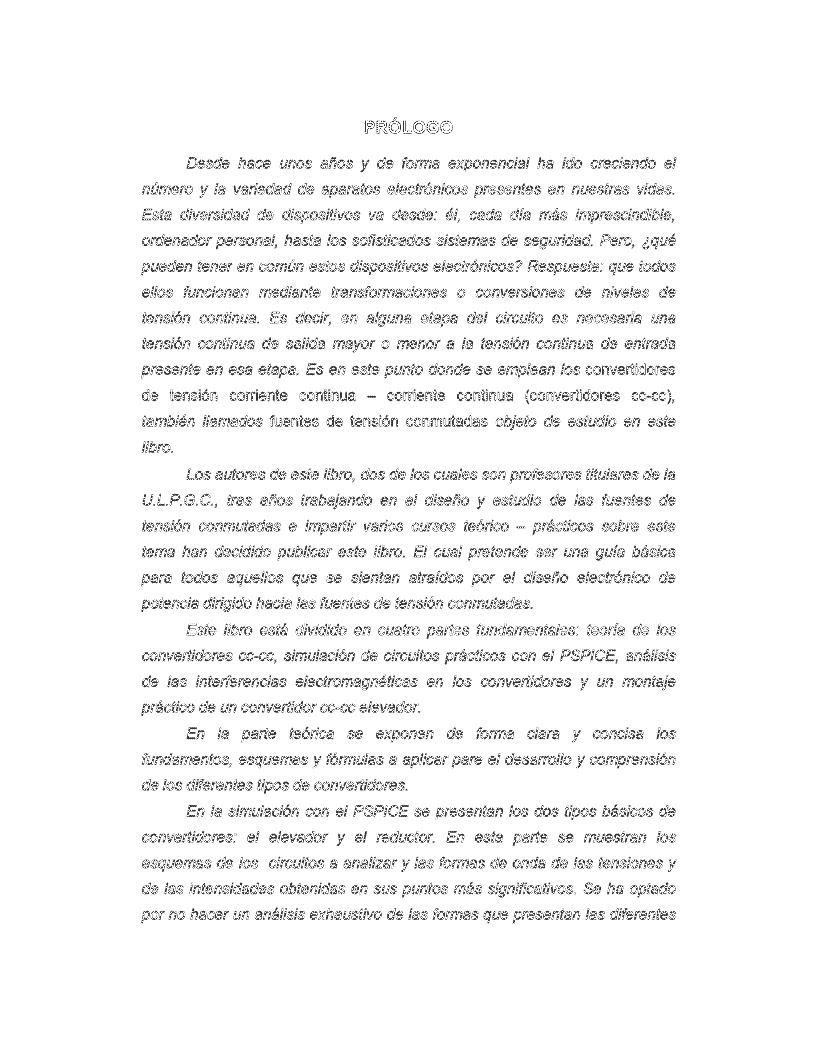 PRÓLOGO
Desde hace unos años y de forma exponencial ha ido creciendo el
número y la variedad de aparatos electrónicos presentes en nuestras vidas.
Esta diversidad de dispositivos va desde: él, cada día más imprescindible,
ordenador personal, hasta los sofisticados sistemas de seguridad. Pero, ¿qué
pueden tener en común estos dispositivos electrónicos? Respuesta: que todos
ellos funcionan mediante transformaciones o conversiones de niveles de
tensión continua. Es decir, en alguna etapa del circuito es necesaria una
tensión continua de salida mayor o menor a la tensión continua de entrada
presente en esa etapa. Es en este punto donde se emplean los convertidores
de tensión corriente continua – corriente continua (convertidores cc-cc),
también llamados fuentes de tensión conmutadas objeto de estudio en este
libro.
Los autores de este libro, dos de los cuales son profesores titulares de la
U.L.P.G.C., tras años trabajando en el diseño y estudio de las fuentes de
tensión conmutadas e impartir varios cursos teórico – prácticos sobre este
tema han decidido publicar este libro. El cual pretende ser una guía básica
para todos aquellos que se sientan atraídos por el diseño electrónico de
potencia dirigido hacia las fuentes de tensión conmutadas.
Este libro está dividido en cuatro partes fundamentales: teoría de los
convertidores cc-cc, simulación de circuitos prácticos con el PSPICE, análisis
de las interferencias electromagnéticas en los convertidores y un montaje
práctico de un convertidor cc-cc elevador.
En la parte teórica se exponen de forma clara y concisa los
fundamentos, esquemas y fórmulas a aplicar pare el desarrollo y comprensión
de los diferentes tipos de convertidores.
En la simulación con el PSPICE se presentan los dos tipos básicos de
convertidores: el elevador y el reductor. En esta parte se muestran los
esquemas de los circuitos a analizar y las formas de onda de las tensiones y
de las intensidades obtenidas en sus puntos más significativos. Se ha optado
por no hacer un análisis exhaustivo de las formas que presentan las diferentes